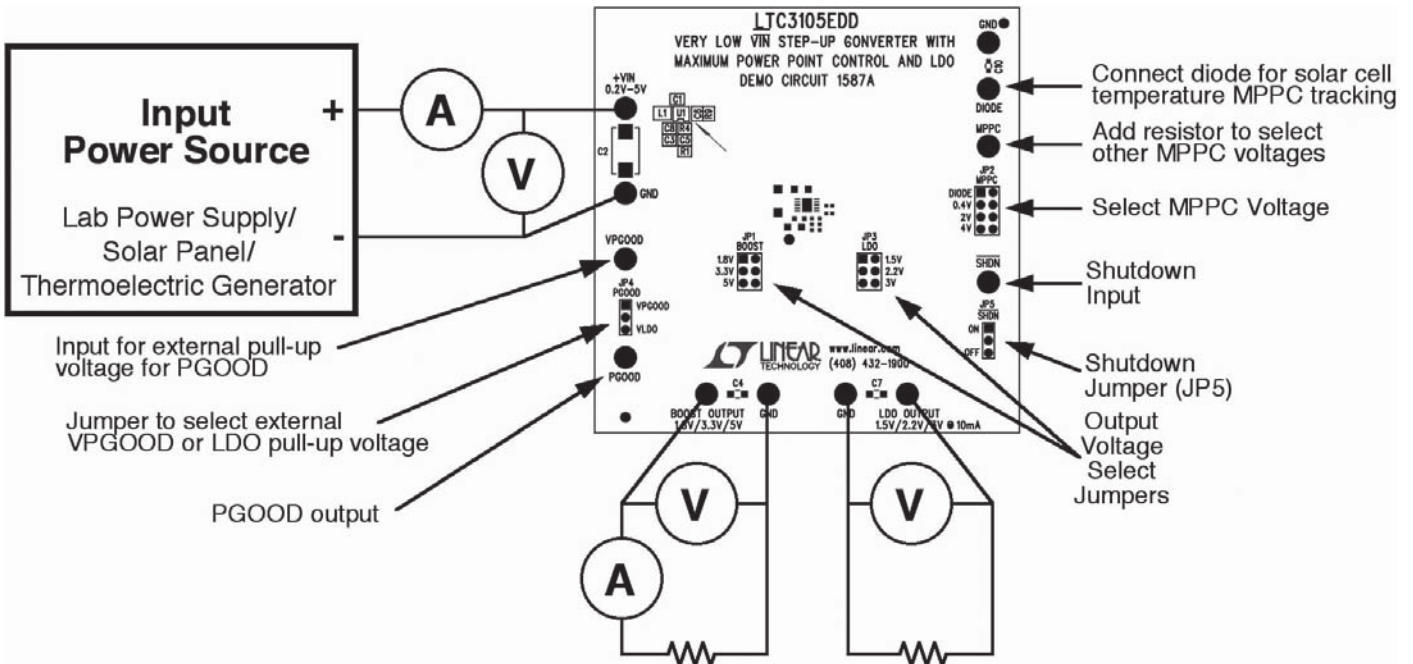 LTC3105EDD
VERY LOW VIN STEP-UP GONVERTER WITH
MAXIMUM POWER POINT CONTROL AND LDO
DEMO CIRCUIT 1587A
Input
Power Source
Lab Power Supply/
Solar Panel/
Thermoelectric Generator
+
-
A
V
+VIN
0.2V-5V
C2
GND
C1
L1
U1
R4
C3
C5
R1
VPGOOD
JP4
PGOOD
VPGOOD
VLDO
PGOOD
Input for external pull-up
voltage for PGOOD
Jumper to select external
VPGOOD or LDO pull-up voltage
PGOOD output
JP1
BOOST
1.8V
3.3V
5V
JP3
LDO
1.5V
2.2V
3V
GND
DIODE
MPPC
JP2
MPPC
DIODE
0.4V
2V
4V
SHDN
JP5
SHDN
ON
OFF
Connect diode for solar cell
temperature MPPC tracking
Add resistor to select
other MPPC voltages
Select MPPC Voltage
Shutdown
Input
Shutdown
Jumper (JP5)
Output
Voltage
Select
Jumpers
LT LINEAR
TECHNOLOGY
www.linear.com
(408) 432-1900
C4
BOOST OUTPUT
1.8V/3.3V/5V
GND
C7
GND
LDO OUTPUT
1.5V/2.2V/3V @ 10mA
V
A
V